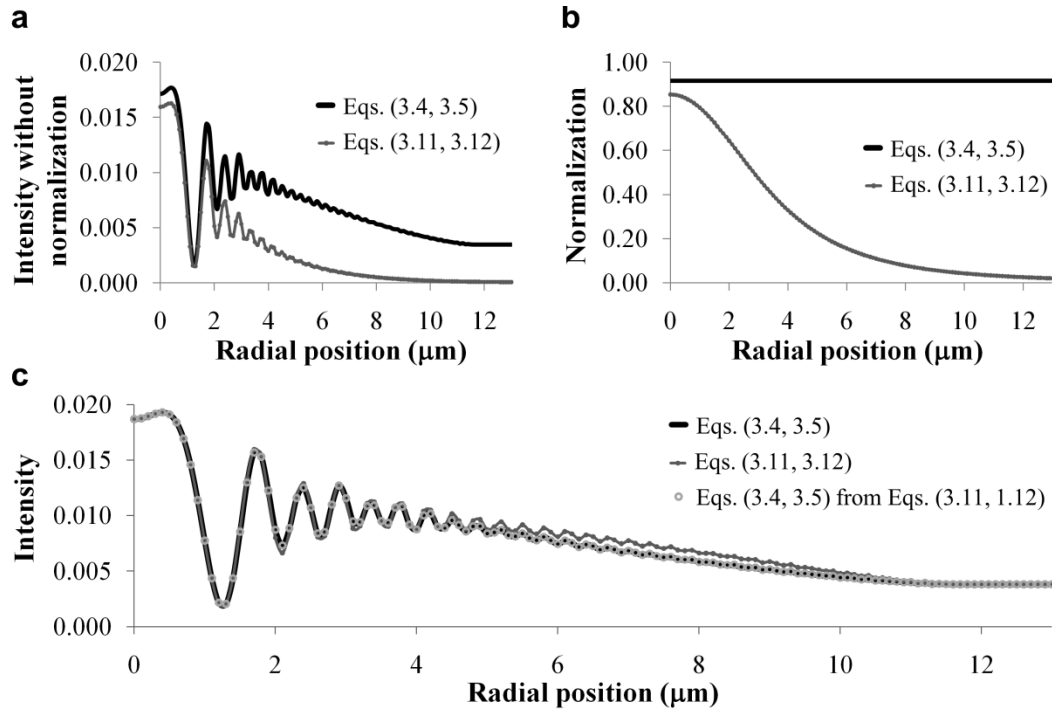 a
Intensity without
normalization
0.020
0.015
0.010
0.005
0.000
Eqs. (3.4, 3.5)
Eqs. (3.11, 3.12)
0 2 4 6 8 10 12
Radial position (μm)
b
Normalization
1.00
0.80
0.60
0.40
0.20
0.00
Eqs. (3.4, 3.5)
Eqs. (3.11, 3.12)
0 2 4 6 8 10 12
Radial position (μm)
c
Intensity
0.020
0.015
0.010
0.005
0.000
Eqs. (3.4, 3.5)
Eqs. (3.11, 3.12)
Eqs. (3.4, 3.5) from Eqs. (3.11, 1.12)
0 2 4 6 8 10 12
Radial position (μm)